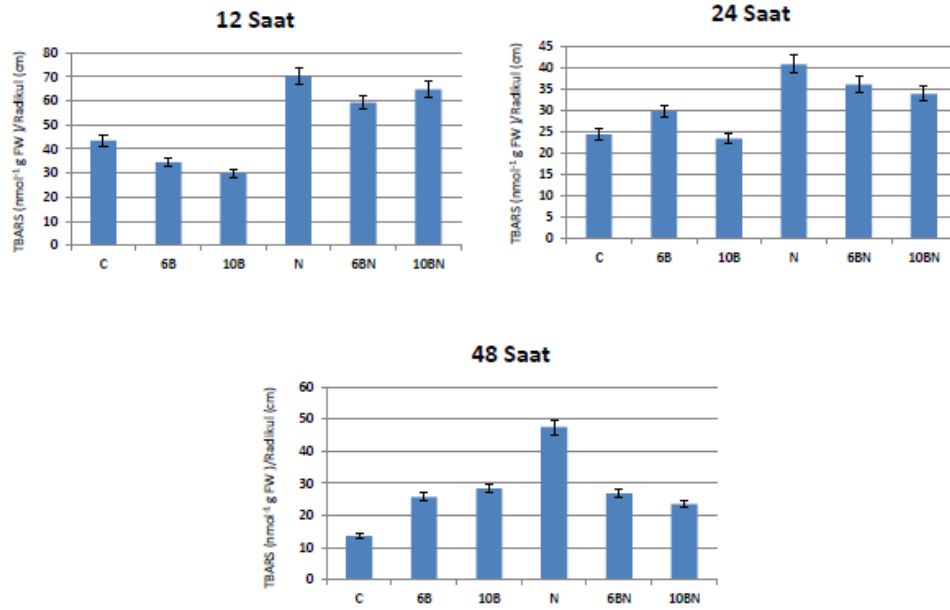 12 Saat
TBARS (nmol⁻¹ g FW )/Radikul (cm)
80
70
60
50
40
30
20
10
0
C 6B 10B N 6BN 10BN
24 Saat
TBARS (nmol⁻¹ g FW )/Radikul (cm)
45
40
35
30
25
20
15
10
5
0
C 6B 10B N 6BN 10BN
48 Saat
TBARS (nmol⁻¹ g FW )/Radikul (cm)
60
50
40
30
20
10
0
C 6B 10B N 6BN 10BN